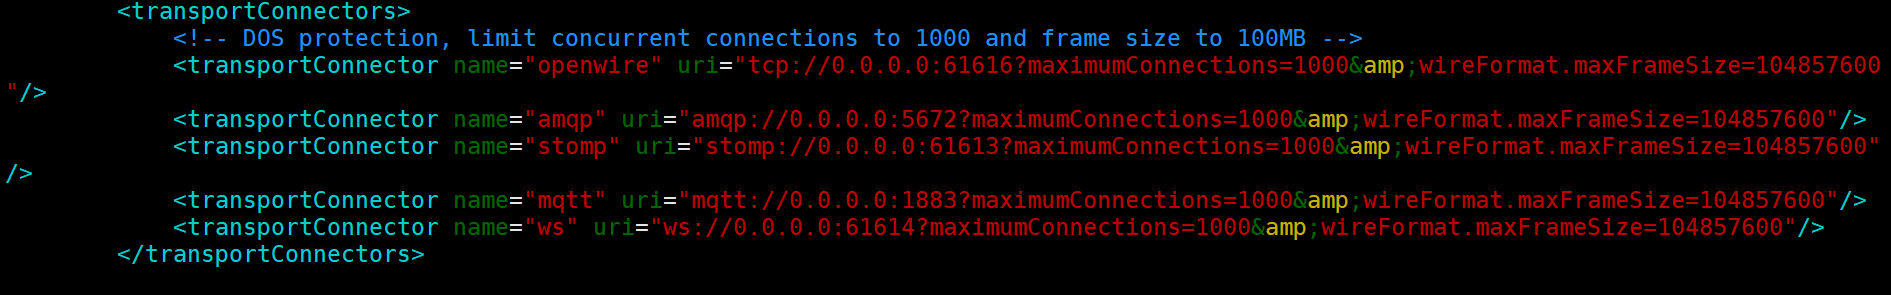 <transportConnectors>
<!-- DOS protection, limit concurrent connections to 1000 and frame size to 100MB -->
<transportConnector name="openwire" uri="tcp://0.0.0.0:61616?maximumConnections=1000&amp;wireFormat.maxFrameSize=104857600
"/>
<transportConnector name="amqp" uri="amqp://0.0.0.0:5672?maximumConnections=1000&amp;wireFormat.maxFrameSize=104857600"/>
<transportConnector name="stomp" uri="stomp://0.0.0.0:61613?maximumConnections=1000&amp;wireFormat.maxFrameSize=104857600"
/>
<transportConnector name="mqtt" uri="mqtt://0.0.0.0:1883?maximumConnections=1000&amp;wireFormat.maxFrameSize=104857600"/>
<transportConnector name="ws" uri="ws://0.0.0.0:61614?maximumConnections=1000&amp;wireFormat.maxFrameSize=104857600"/>
</transportConnectors>